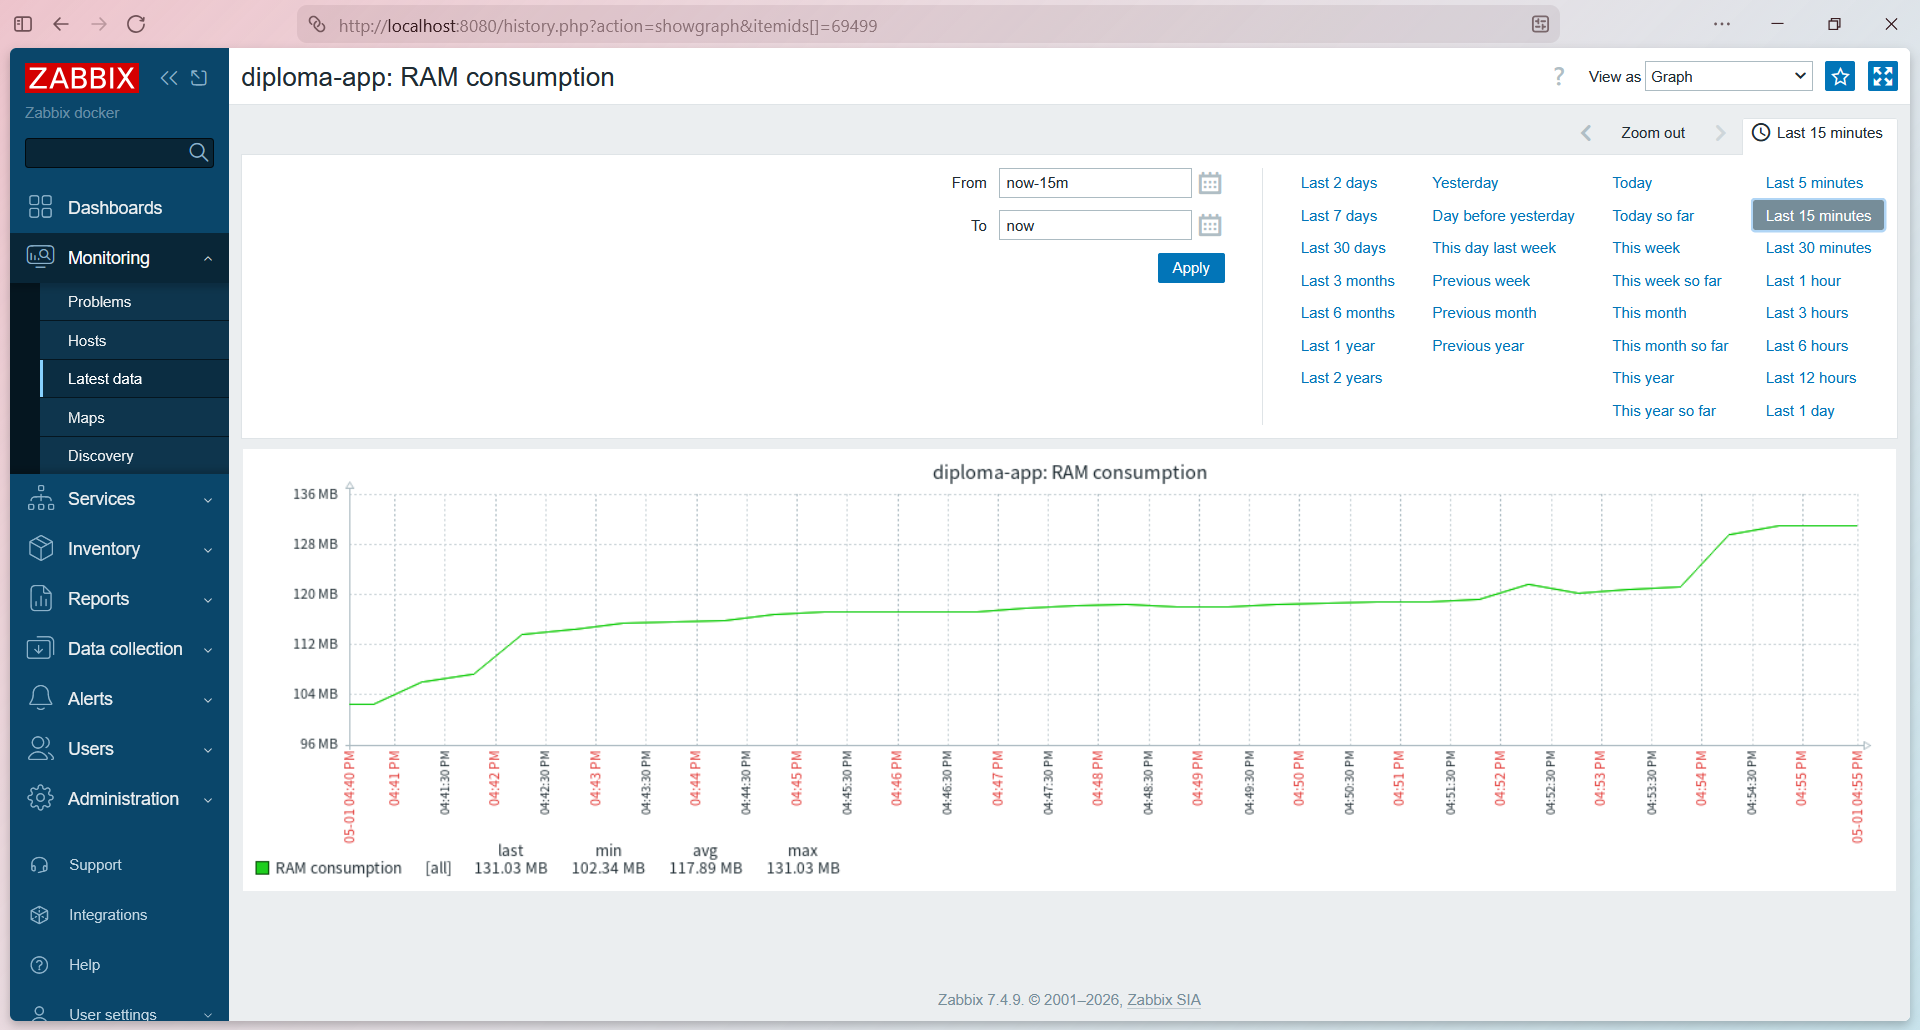 http://localhost:8080/history.php?action=showgraph&itemids[]=69499
ZABBIX
Zabbix docker
Dashboards
Monitoring
Problems
Hosts
Latest data
Maps
Discovery
Services
Inventory
Reports
Data collection
Alerts
Users
Administration
Support
Integrations
Help
User settings
diploma-app: RAM consumption
? View as Graph
Zoom out
Last 15 minutes
From now-15m
To now
Apply
Last 2 days Yesterday Today Last 5 minutes
Last 7 days Day before yesterday Today so far Last 15 minutes
Last 30 days This day last week This week Last 30 minutes
Last 3 months Previous week This week so far Last 1 hour
Last 6 months Previous month This month Last 3 hours
Last 1 year Previous year This month so far Last 6 hours
Last 2 years This year Last 12 hours
This year so far Last 1 day
diploma-app: RAM consumption
136 MB
128 MB
120 MB
112 MB
104 MB
96 MB
05-01 04:40 PM
04:41 PM
04:41:30 PM
04:42 PM
04:42:30 PM
04:43 PM
04:43:30 PM
04:44 PM
04:44:30 PM
04:45 PM
04:45:30 PM
04:46 PM
04:46:30 PM
04:47 PM
04:47:30 PM
04:48 PM
04:48:30 PM
04:49 PM
04:49:30 PM
04:50 PM
04:50:30 PM
04:51 PM
04:51:30 PM
04:52 PM
04:52:30 PM
04:53 PM
04:53:30 PM
04:54 PM
04:54:30 PM
04:55 PM
05-01 04:55 PM
last min avg max
RAM consumption [all] 131.03 MB 102.34 MB 117.89 MB 131.03 MB
Zabbix 7.4.9. © 2001–2026, Zabbix SIA